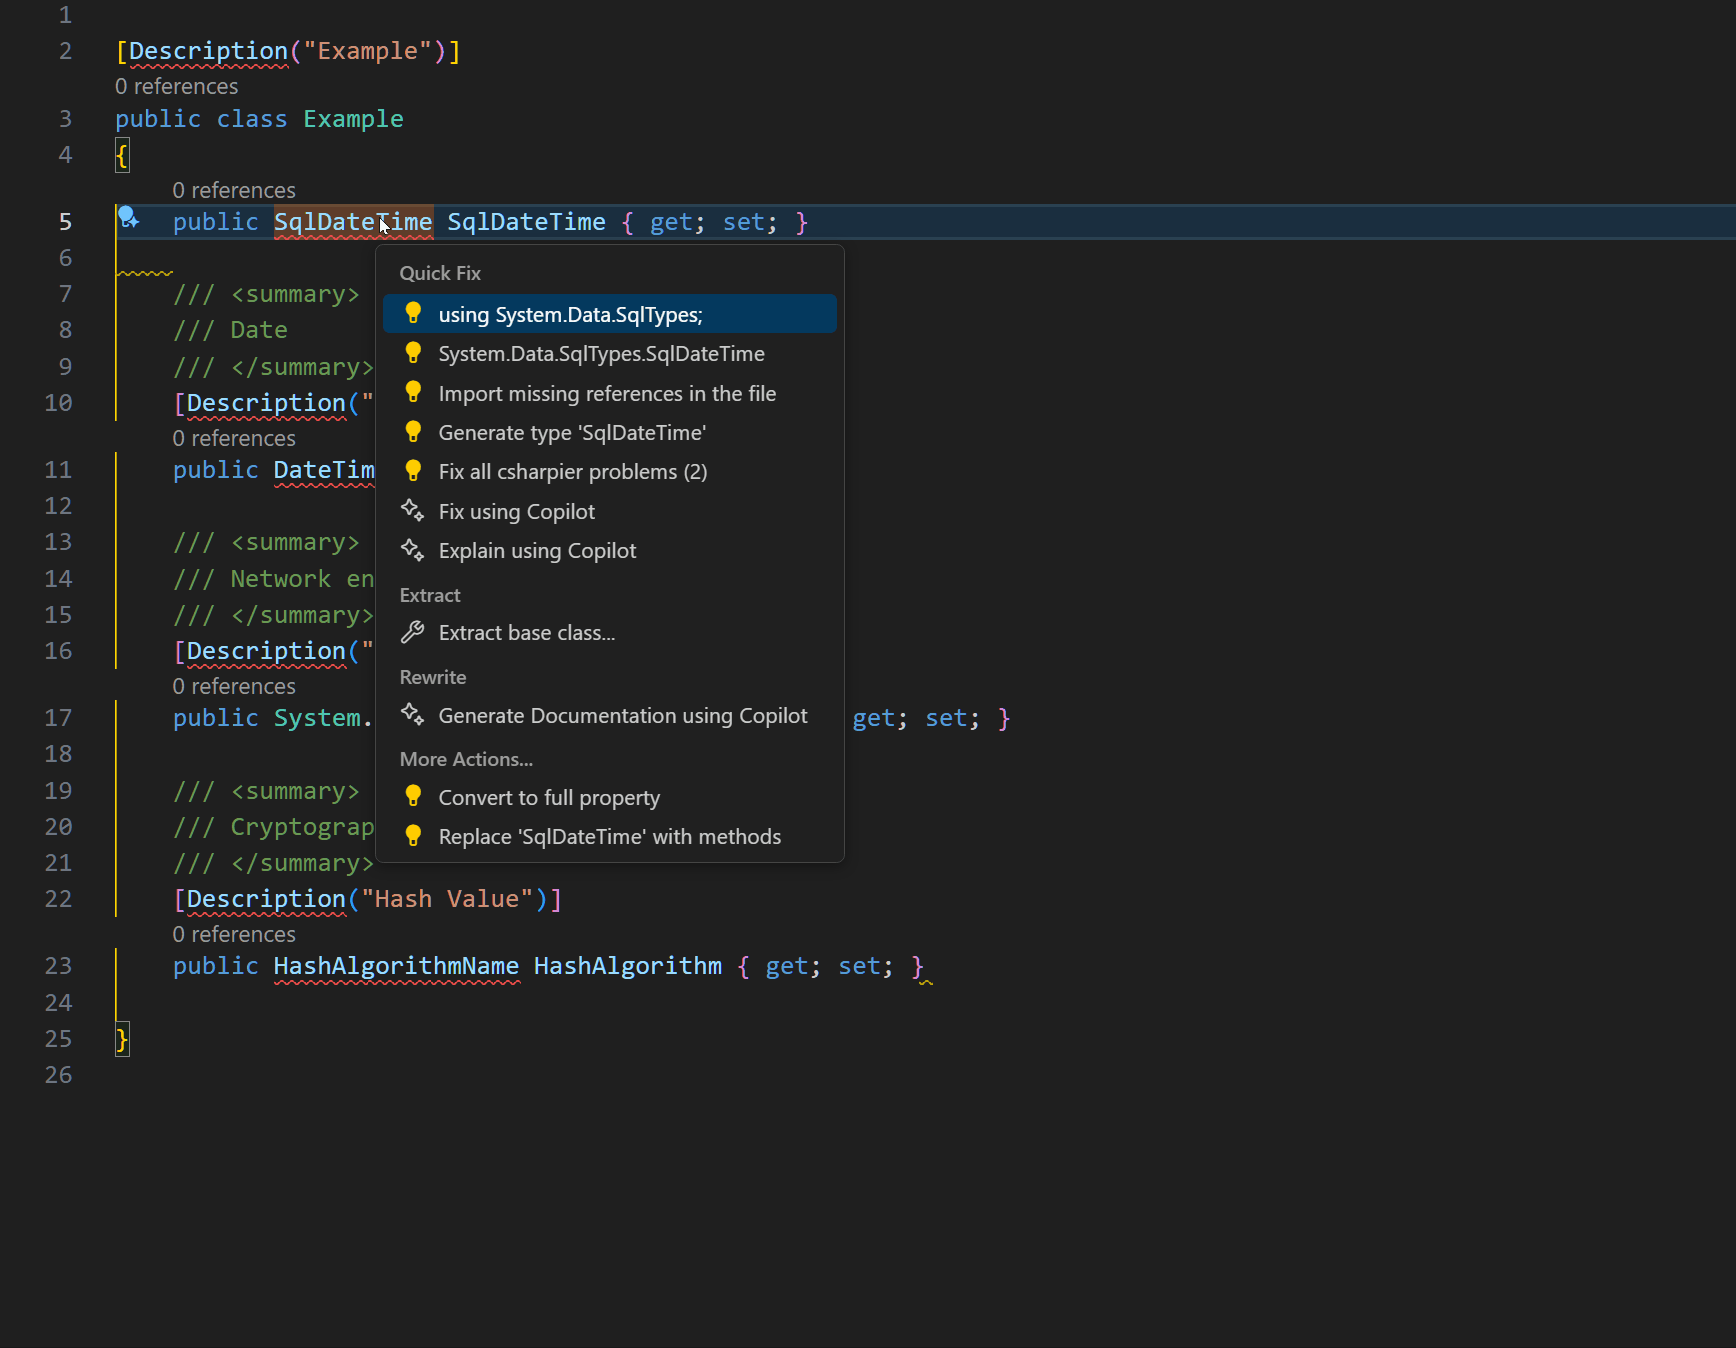 1
2 [Description("Example")]
0 references
3 public class Example
4 {
0 references
5 public SqlDateTime SqlDateTime { get; set; }
6
7 /// <summary>
8 /// Date
9 /// </summary>
10 [Description("
0 references
11 public DateTim
12
13 /// <summary>
14 /// Network en
15 /// </summary>
16 [Description("
0 references
17 public System. get; set; }
18
19 /// <summary>
20 /// Cryptograp
21 /// </summary>
22 [Description("Hash Value")]
0 references
23 public HashAlgorithmName HashAlgorithm { get; set; }
24
25 }
26
Quick Fix
using System.Data.SqlTypes;
System.Data.SqlTypes.SqlDateTime
Import missing references in the file
Generate type 'SqlDateTime'
Fix all csharpier problems (2)
Fix using Copilot
Explain using Copilot
Extract
Extract base class...
Rewrite
Generate Documentation using Copilot
More Actions...
Convert to full property
Replace 'SqlDateTime' with methods